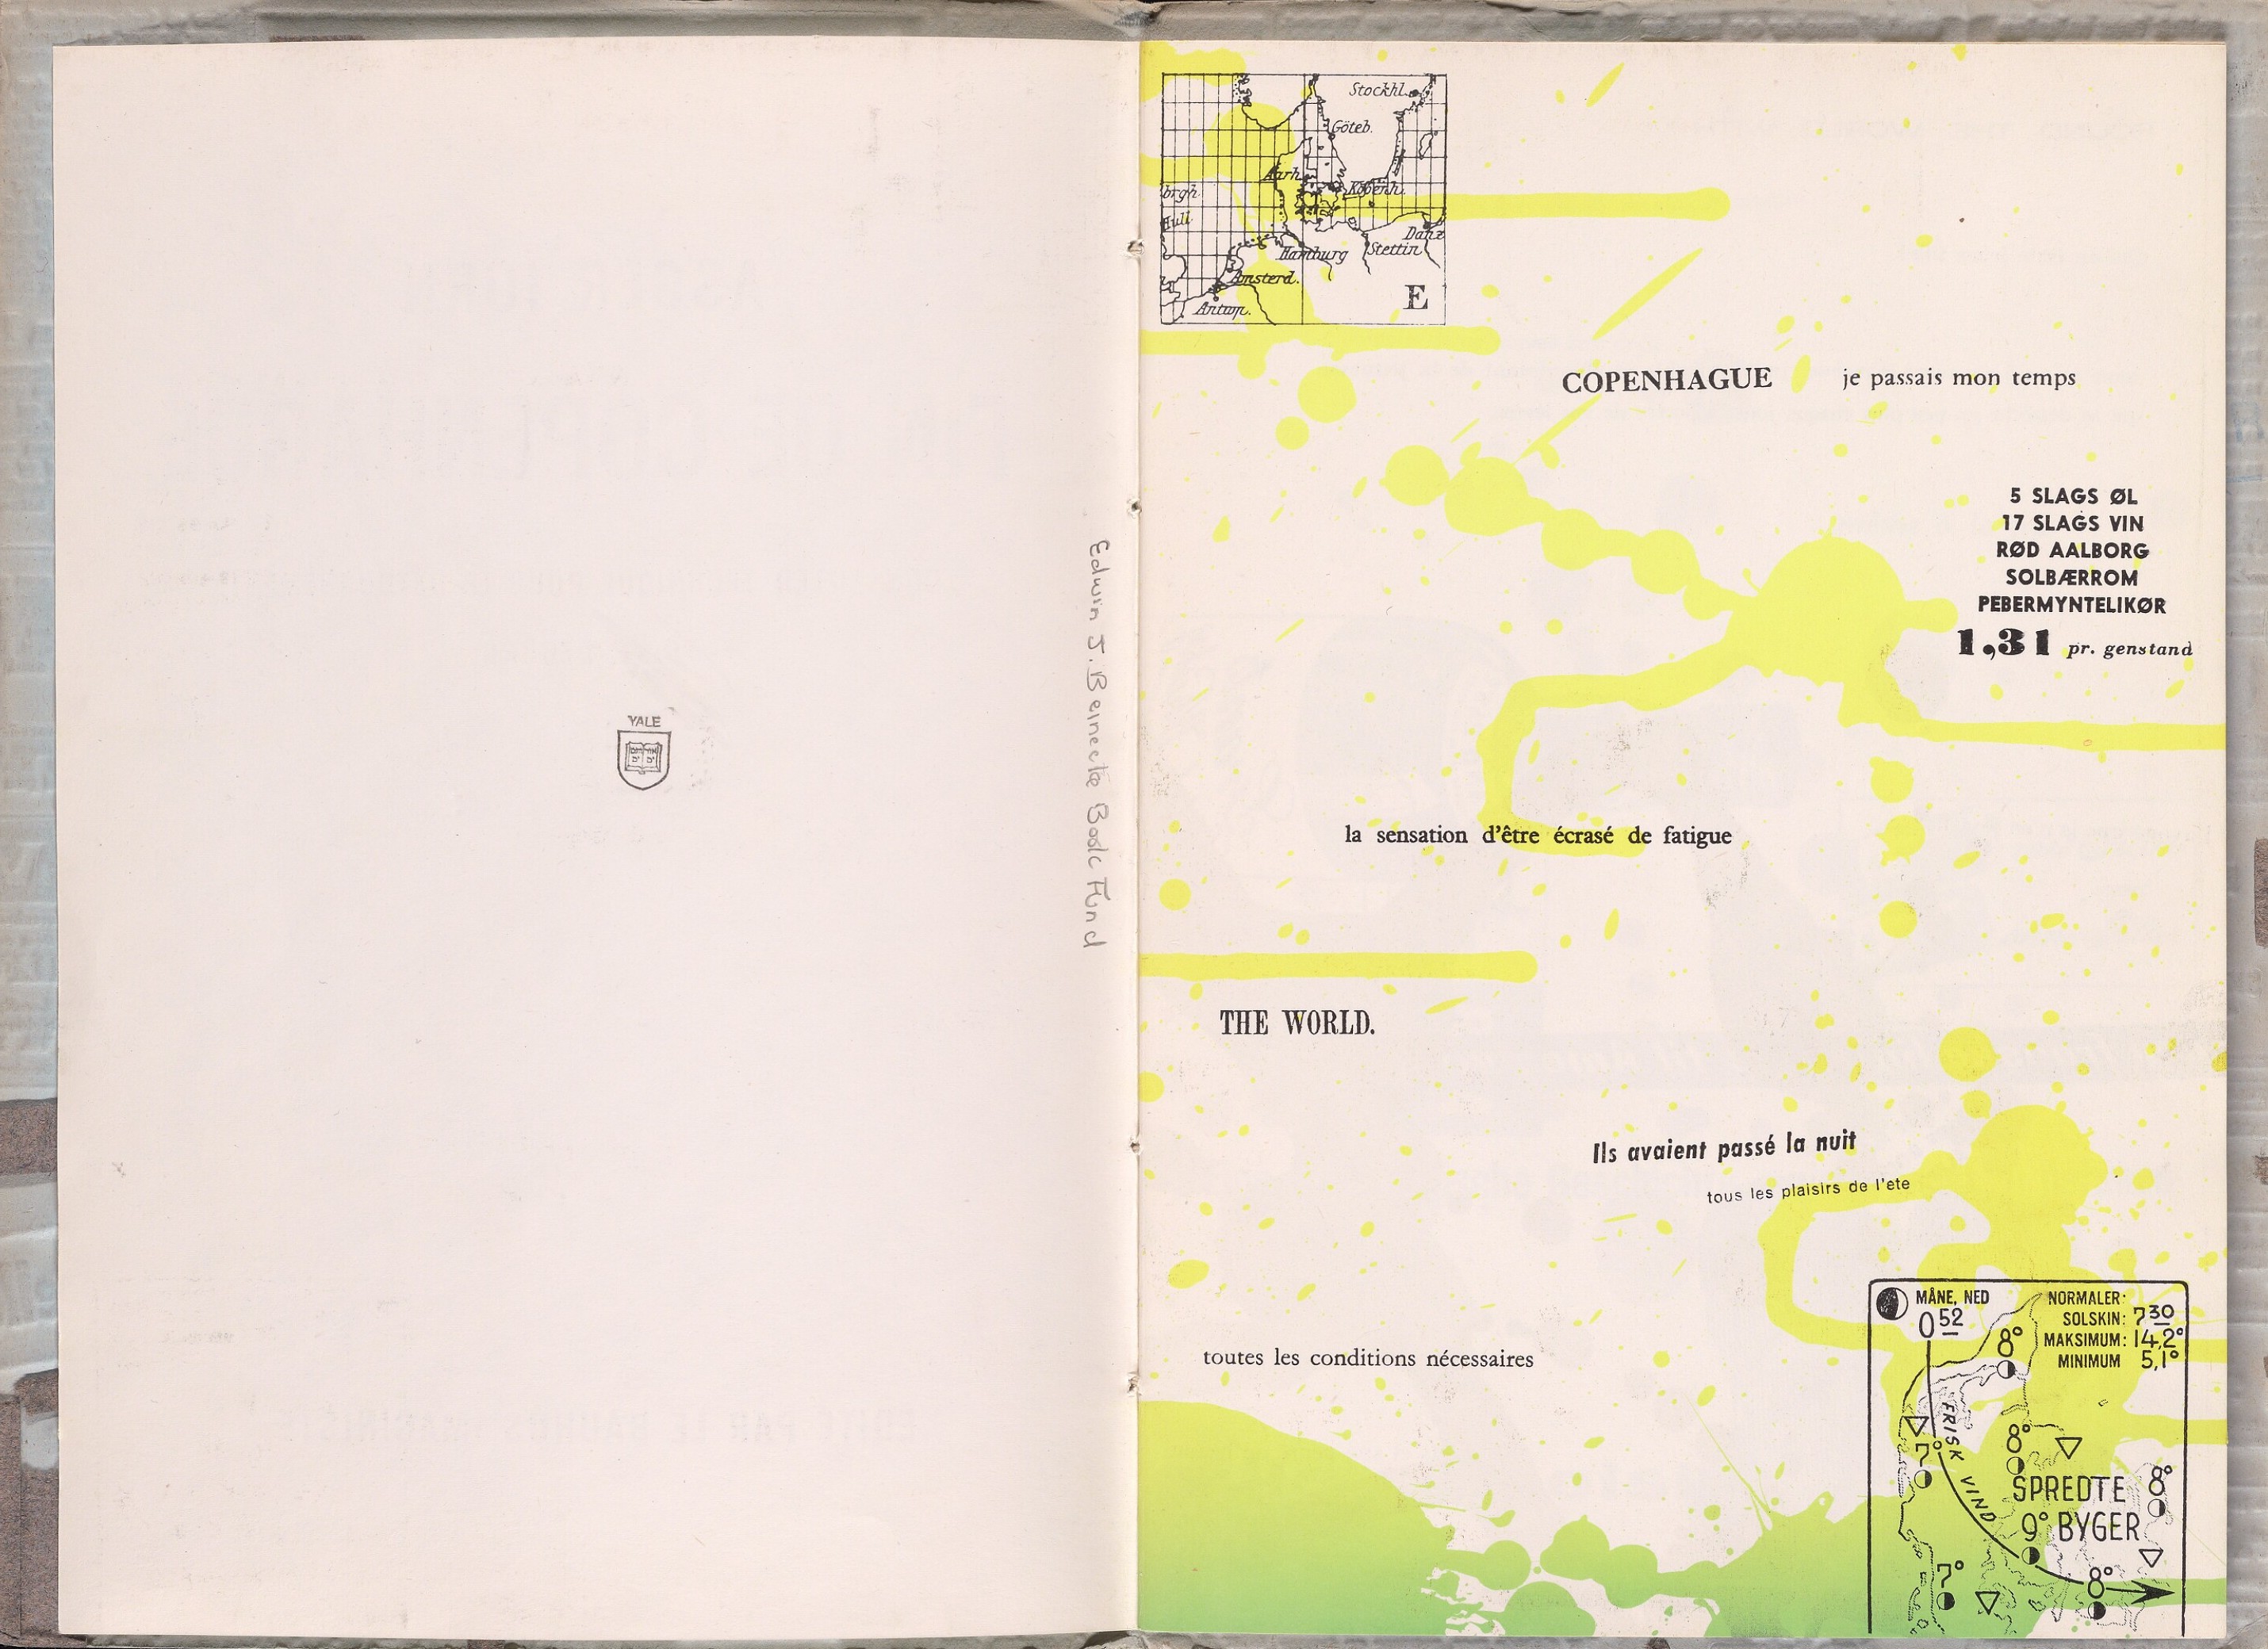 YALE
Edwin J. Beinecke Book Fund
Stockhl.
Göteb.
Aarh.
Köbenh.
brgh.
Hull
Danz
Hamburg
Stettin
Amsterd.
Antwp.
E
COPENHAGUE je passais mon temps
5 SLAGS ØL
17 SLAGS VIN
RØD AALBORG
SOLBÆRROM
PEBERMYNTELIKØR
1,31 pr. genstand
la sensation d'être écrasé de fatigue
THE WORLD.
Ils avaient passé la nuit
tous les plaisirs de l'ete
toutes les conditions nécessaires
MÅNE, NED
0 52
NORMALER:
SOLSKIN: 7 30
MAKSIMUM: 14,2°
MINIMUM 5,1°
8°
FRISK VIND
7°
8°
SPREDTE 8°
9° BYGER
7°
8°